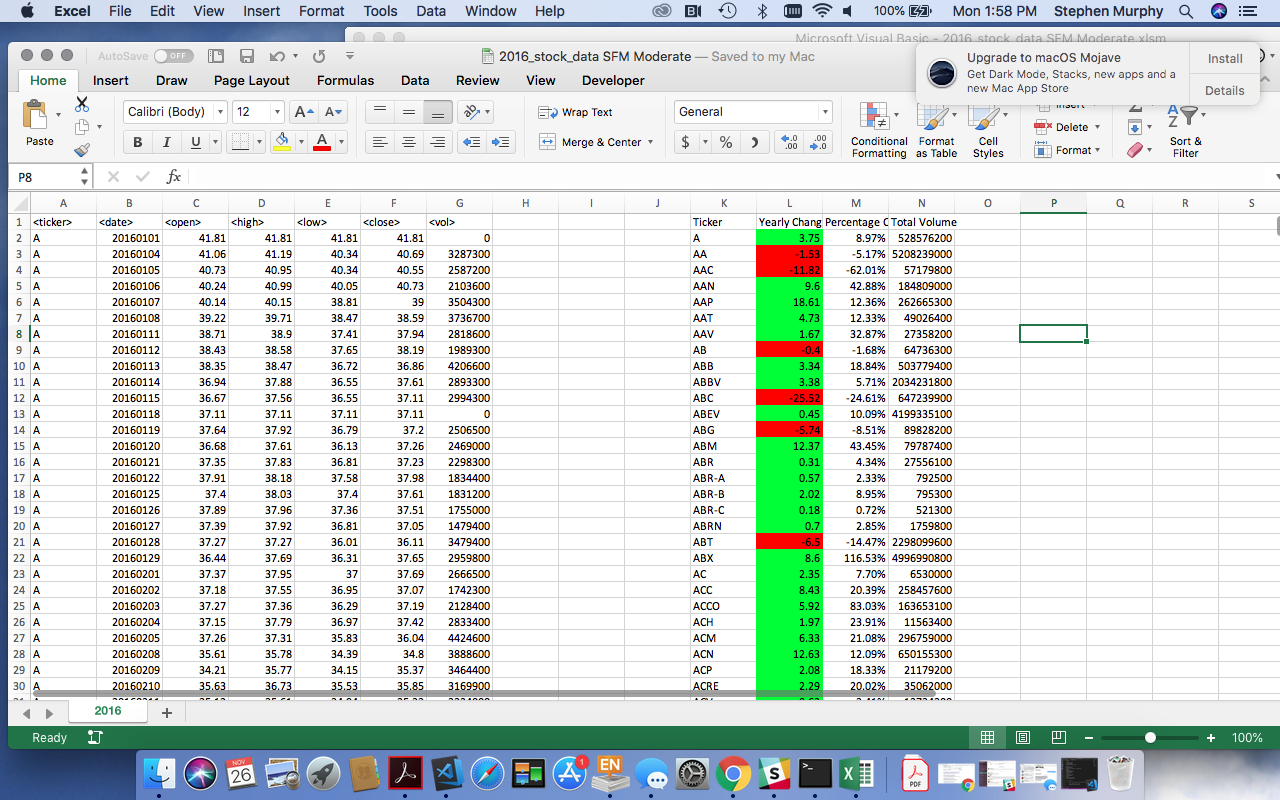 Excel File Edit View Insert Format Tools Data Window Help 100% Mon 1:58 PM Stephen Murphy
Microsoft Visual Basic - 2016_stock_data SFM Moderate.xlsm
AutoSave OFF 2016_stock_data SFM Moderate — Saved to my Mac
Upgrade to macOS Mojave
Get Dark Mode, Stacks, new apps and a
new Mac App Store
Install
Details
Home Insert Draw Page Layout Formulas Data Review View Developer
Paste Calibri (Body) 12 A A Wrap Text General Insert
B I U A Merge & Center $ % Conditional Formatting Format as Table Cell Styles Delete Format Sort & Filter
P8 fx
A B C D E F G H I J K L M N O P Q R S
1 <ticker> <date> <open> <high> <low> <close> <vol> Ticker Yearly Chang Percentage C Total Volume
2 A 20160101 41.81 41.81 41.81 41.81 0 A 3.75 8.97% 528576200
3 A 20160104 41.06 41.19 40.34 40.69 3287300 AA -1.53 -5.17% 5208239000
4 A 20160105 40.73 40.95 40.34 40.55 2587200 AAC -11.82 -62.01% 57179800
5 A 20160106 40.24 40.99 40.05 40.73 2103600 AAN 9.6 42.88% 184809000
6 A 20160107 40.14 40.15 38.81 39 3504300 AAP 18.61 12.36% 262665300
7 A 20160108 39.22 39.71 38.47 38.59 3736700 AAT 4.73 12.33% 49026400
8 A 20160111 38.71 38.9 37.41 37.94 2818600 AAV 1.67 32.87% 27358200
9 A 20160112 38.43 38.58 37.65 38.19 1989300 AB -0.4 -1.68% 64736300
10 A 20160113 38.35 38.47 36.72 36.86 4206600 ABB 3.34 18.84% 503779400
11 A 20160114 36.94 37.88 36.55 37.61 2893300 ABBV 3.38 5.71% 2034231800
12 A 20160115 36.67 37.56 36.55 37.11 2994300 ABC -25.52 -24.61% 647239900
13 A 20160118 37.11 37.11 37.11 37.11 0 ABEV 0.45 10.09% 4199335100
14 A 20160119 37.64 37.92 36.79 37.2 2506500 ABG -5.74 -8.51% 89828200
15 A 20160120 36.68 37.61 36.13 37.26 2469000 ABM 12.37 43.45% 79787400
16 A 20160121 37.35 37.83 36.81 37.23 2298300 ABR 0.31 4.34% 27556100
17 A 20160122 37.91 38.18 37.58 37.98 1834400 ABR-A 0.57 2.33% 792500
18 A 20160125 37.4 38.03 37.4 37.61 1831200 ABR-B 2.02 8.95% 795300
19 A 20160126 37.89 37.96 37.36 37.51 1755000 ABR-C 0.18 0.72% 521300
20 A 20160127 37.39 37.92 36.81 37.05 1479400 ABRN 0.7 2.85% 1759800
21 A 20160128 37.27 37.27 36.01 36.11 3479400 ABT -6.5 -14.47% 2298099600
22 A 20160129 36.44 37.69 36.31 37.65 2959800 ABX 8.6 116.53% 4996990800
23 A 20160201 37.37 37.95 37 37.69 2666500 AC 2.35 7.70% 6530000
24 A 20160202 37.18 37.55 36.95 37.07 1742300 ACC 8.43 20.39% 258457600
25 A 20160203 37.27 37.36 36.29 37.19 2128400 ACCO 5.92 83.03% 163653100
26 A 20160204 37.15 37.79 36.97 37.42 2833400 ACH 1.97 23.91% 11563400
27 A 20160205 37.26 37.31 35.83 36.04 4424600 ACM 6.33 21.08% 296759000
28 A 20160208 35.61 35.78 34.39 34.8 3888600 ACN 12.63 12.09% 650155300
29 A 20160209 34.21 35.77 34.15 35.37 3464400 ACP 2.08 18.33% 21179200
30 A 20160210 35.63 36.73 35.53 35.85 3169900 ACRE 2.29 20.02% 35062000
2016 +
Ready 100%
NOV 26 1 EN PDF